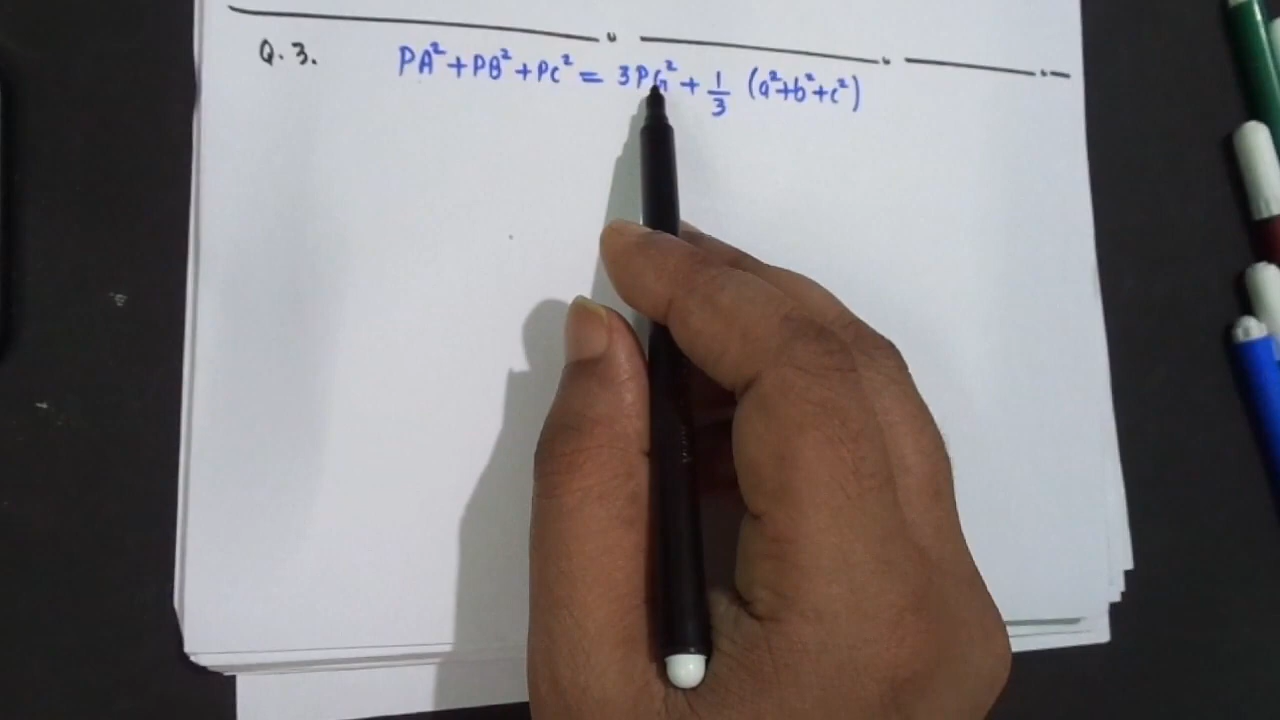 Q. 3. PA² + PB² + PC² = 3PG² + 1/3 (a²+b²+c²)